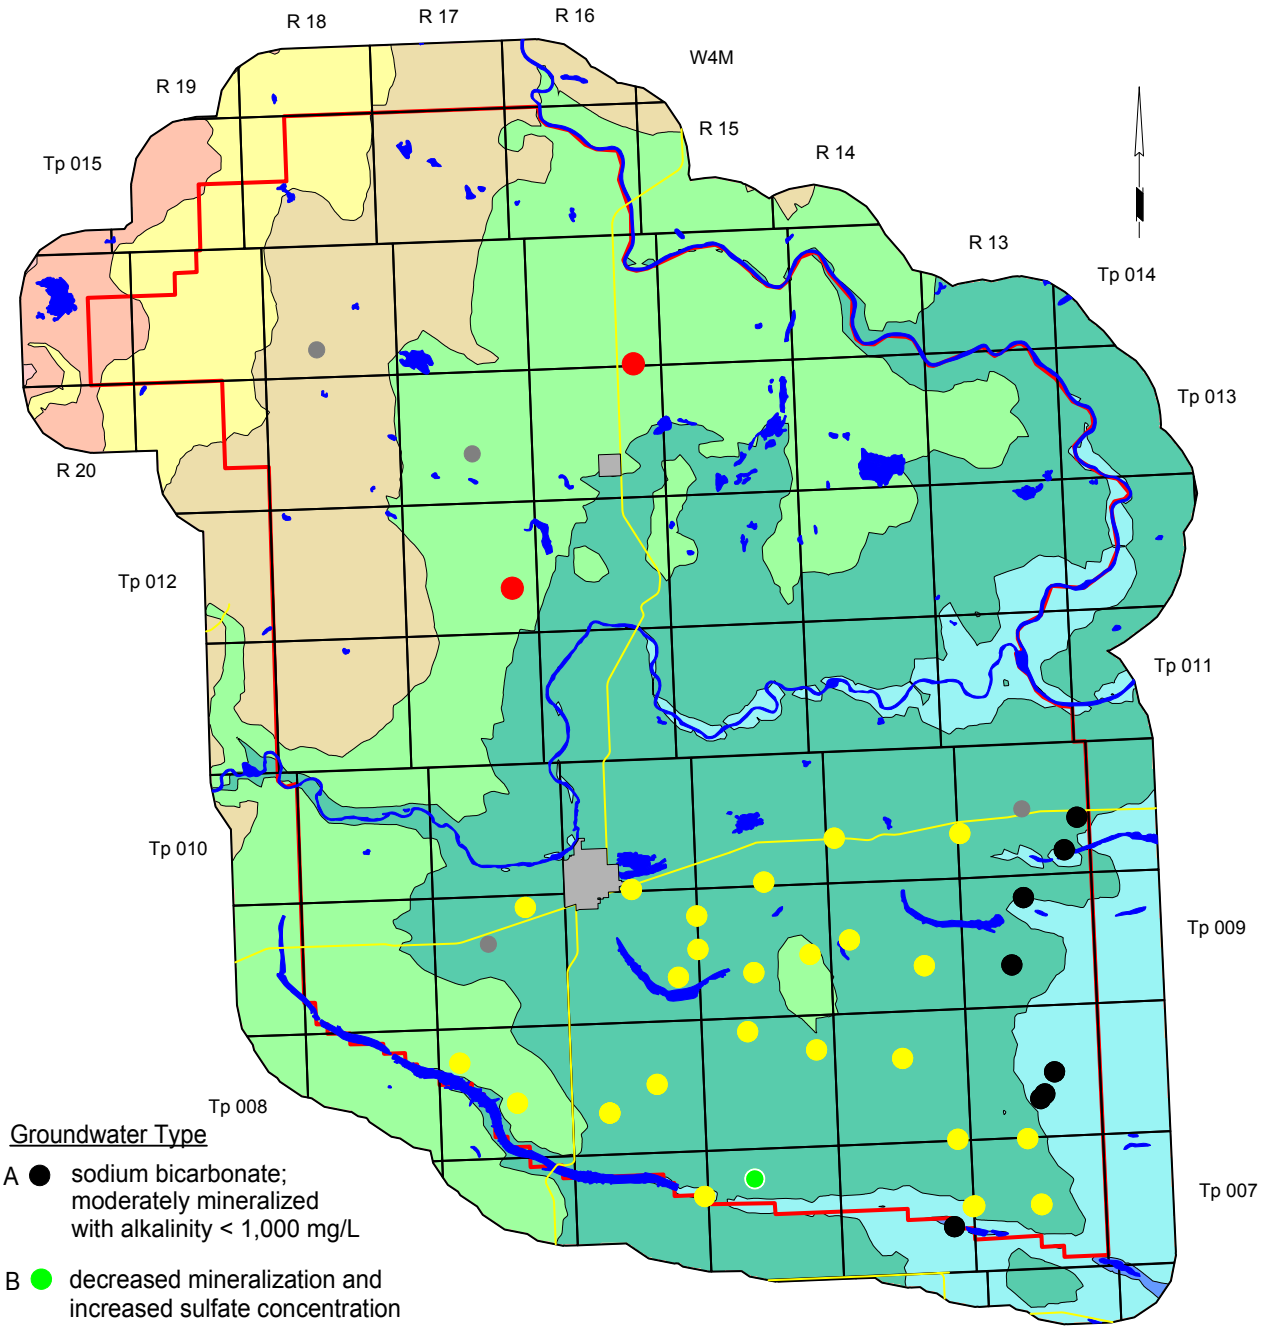 R 16
R 17
R 18
W4M
R 19
R 15
R 14
Tp 015
R 13
Tp 014
Tp 013
R 20
Tp 012
Tp 011
Tp 010
Tp 009
Tp 008
Groundwater Type
A sodium bicarbonate;
moderately mineralized
with alkalinity < 1,000 mg/L
Tp 007
B decreased mineralization and
increased sulfate concentration